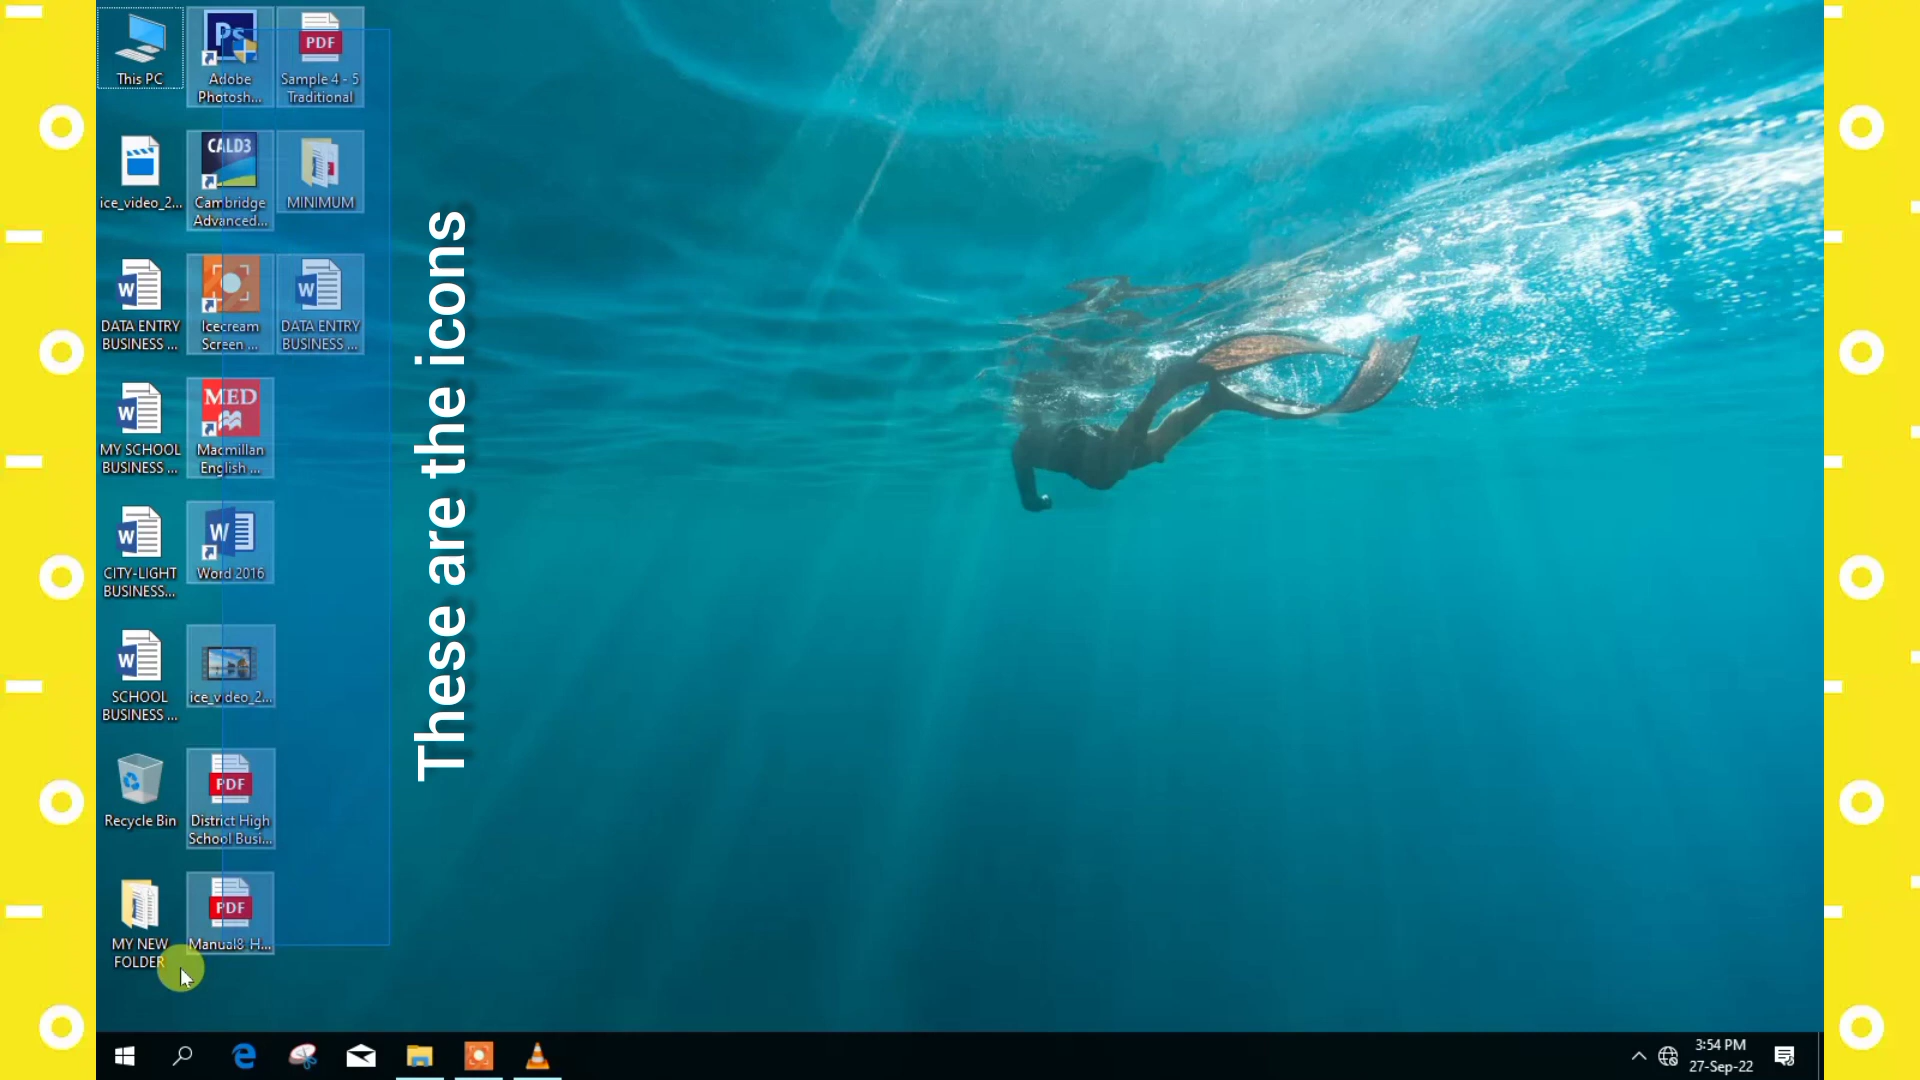 This PC
Adobe
Photosh...
Ps
PDF
Sample 4 - 5
Traditional
ice_video_2...
CALD3
Cambridge
Advanced...
MINIMUM
W
DATA ENTRY
BUSINESS ...
Icecream
Screen ...
W
DATA ENTRY
BUSINESS ...
W
MY SCHOOL
BUSINESS ...
MED
Macmillan
English ...
W
CITY-LIGHT
BUSINESS...
W
Word 2016
W
SCHOOL
BUSINESS ...
ice_video_2...
Recycle Bin
PDF
District High
School Busi...
MY NEW
FOLDER
PDF
Manual8 H...
These are the icons
3:54 PM
27-Sep-22